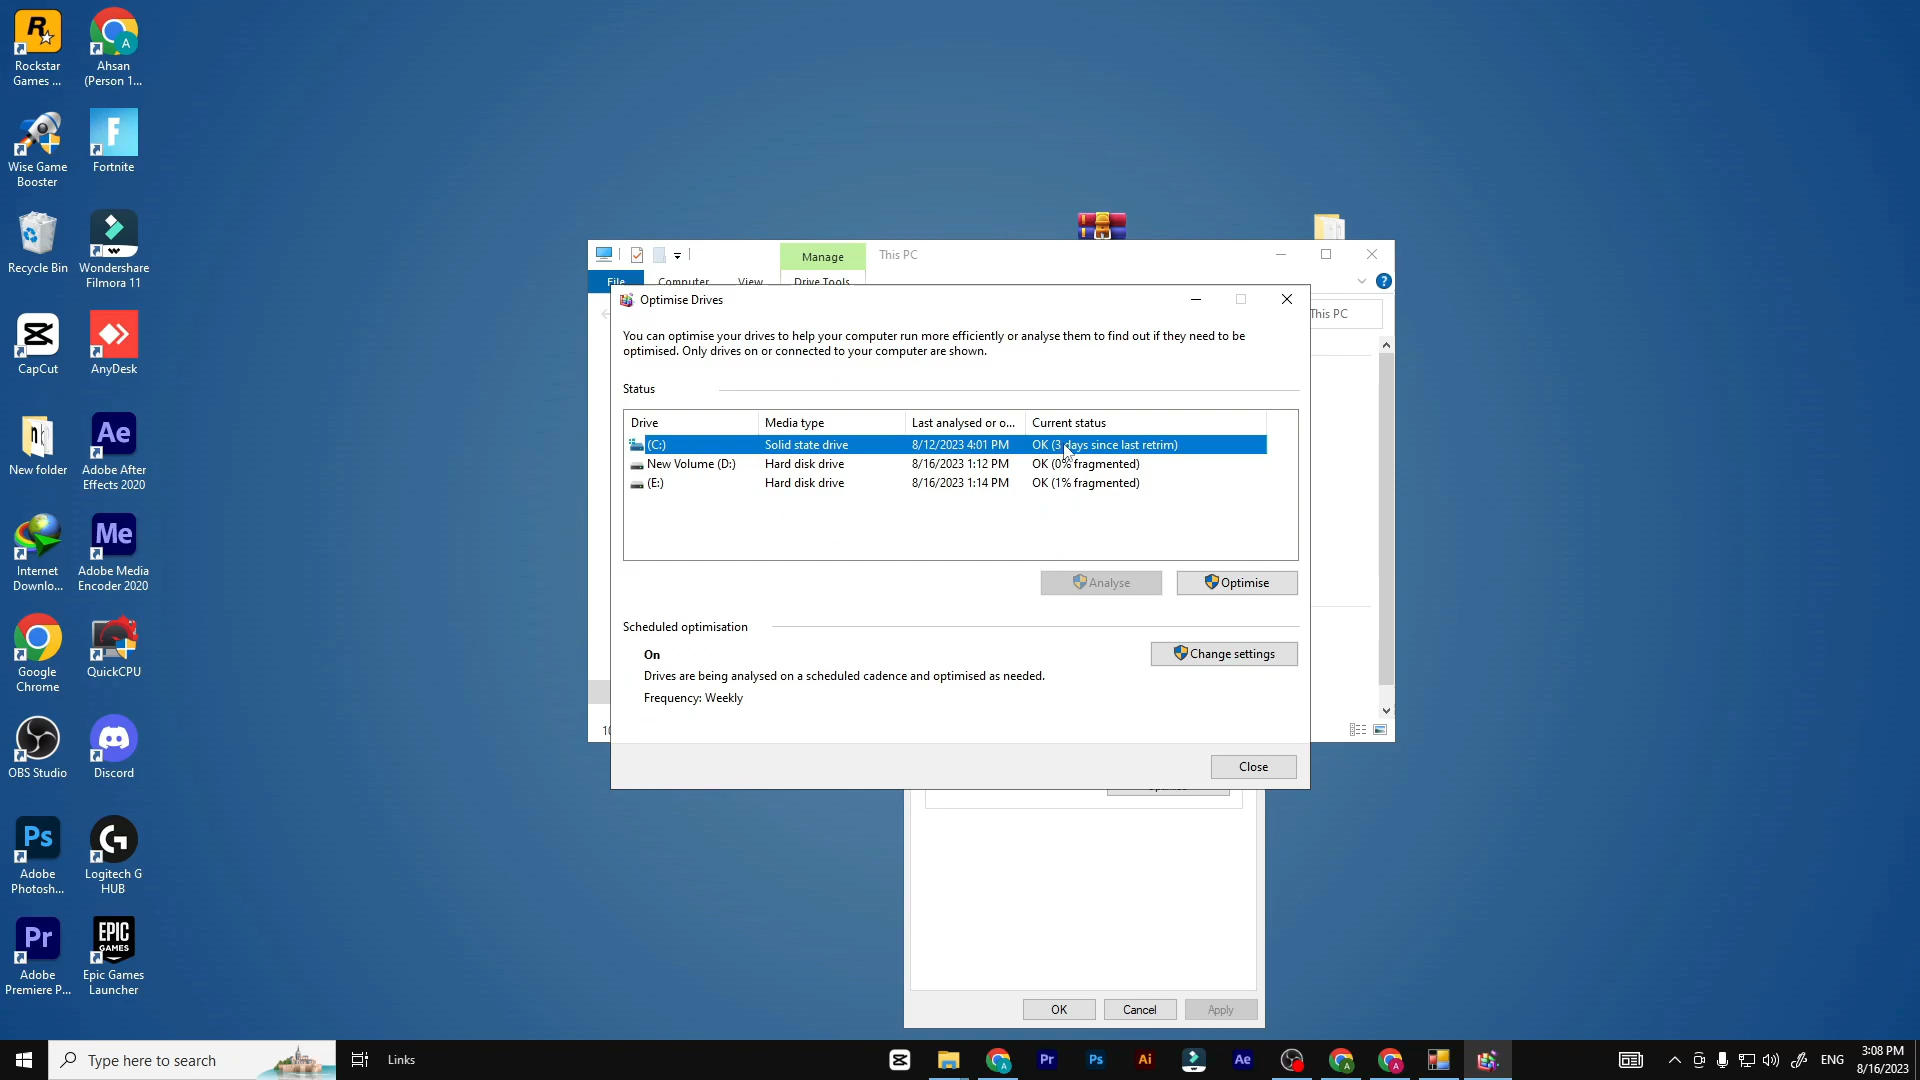 Rockstar
Games ...
Ahsan
(Person 1...
Wise Game
Booster
Fortnite
Recycle Bin
Wondershare
Filmora 11
CapCut
AnyDesk
New folder
Adobe After
Effects 2020
Internet
Downlo...
Adobe Media
Encoder 2020
Google
Chrome
QuickCPU
OBS Studio
Discord
Adobe
Photosh...
Logitech G
HUB
Adobe
Premiere P...
Epic Games
Launcher
Manage
This PC
File
Computer
View
Drive Tools
This PC
Optimise Drives
You can optimise your drives to help your computer run more efficiently or analyse them to find out if they need to be
optimised. Only drives on or connected to your computer are shown.
Status
Drive Media type Last analysed or o... Current status
(C:) Solid state drive 8/12/2023 4:01 PM OK (3 days since last retrim)
New Volume (D:) Hard disk drive 8/16/2023 1:12 PM OK (0% fragmented)
(E:) Hard disk drive 8/16/2023 1:14 PM OK (1% fragmented)
Analyse
Optimise
Scheduled optimisation
On
Change settings
Drives are being analysed on a scheduled cadence and optimised as needed.
Frequency: Weekly
Close
OK
Cancel
Apply
Type here to search
Links
ENG
3:08 PM
8/16/2023